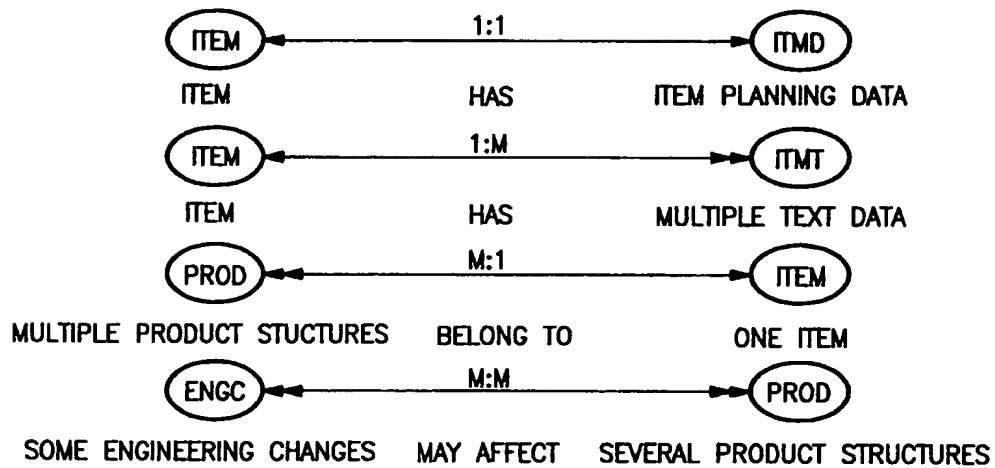 ITEM 1:1 ITMD
ITEM HAS ITEM PLANNING DATA
ITEM 1:M ITMT
ITEM HAS MULTIPLE TEXT DATA
PROD M:1 ITEM
MULTIPLE PRODUCT STUCTURES BELONG TO ONE ITEM
ENGC M:M PROD
SOME ENGINEERING CHANGES MAY AFFECT SEVERAL PRODUCT STRUCTURES